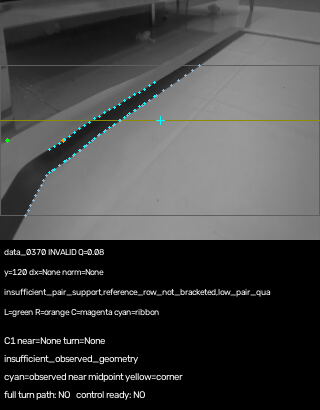 data_0370 INVALID Q=0.08
y=120 dx=None norm=None
insufficient_pair_support,reference_row_not_bracketed,low_pair_qua
L=green R=orange C=magenta cyan=ribbon
C1 near=None turn=None
insufficient_observed_geometry
cyan=observed near midpoint yellow=corner
full turn path: NO control ready: NO